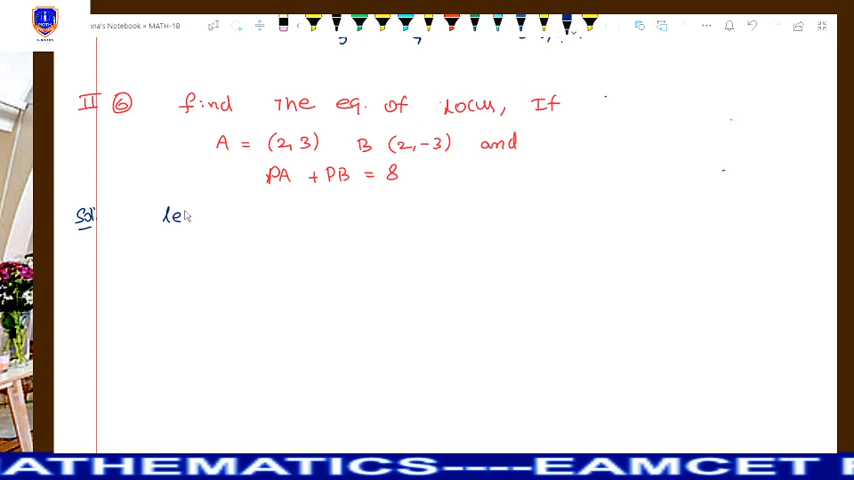 ina's Notebook » MATH-1B
II ⑥ find the eq. of Locus, If
A = (2, 3) B (2, -3) and
PA + PB = 8
Sol: le
ATHEMATICS----EAMCET